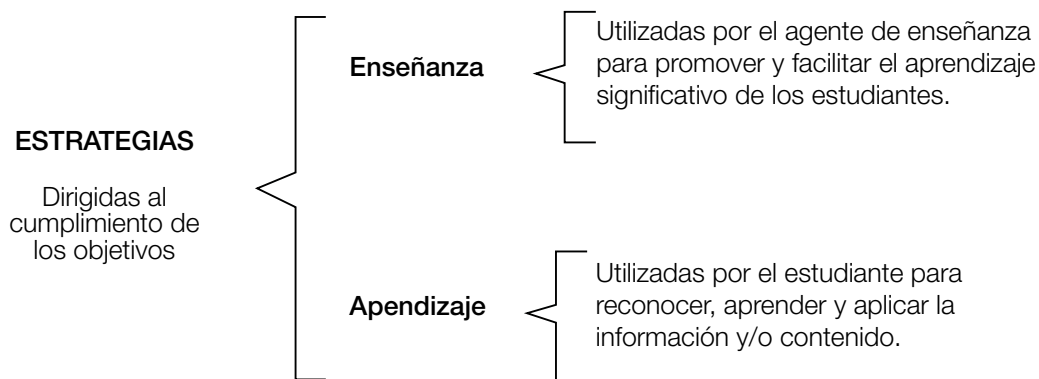 ESTRATEGIAS
Dirigidas al
cumplimiento de
los objetivos
Enseñanza
Utilizadas por el agente de enseñanza
para promover y facilitar el aprendizaje
significativo de los estudiantes.
Apendizaje
Utilizadas por el estudiante para
reconocer, aprender y aplicar la
información y/o contenido.